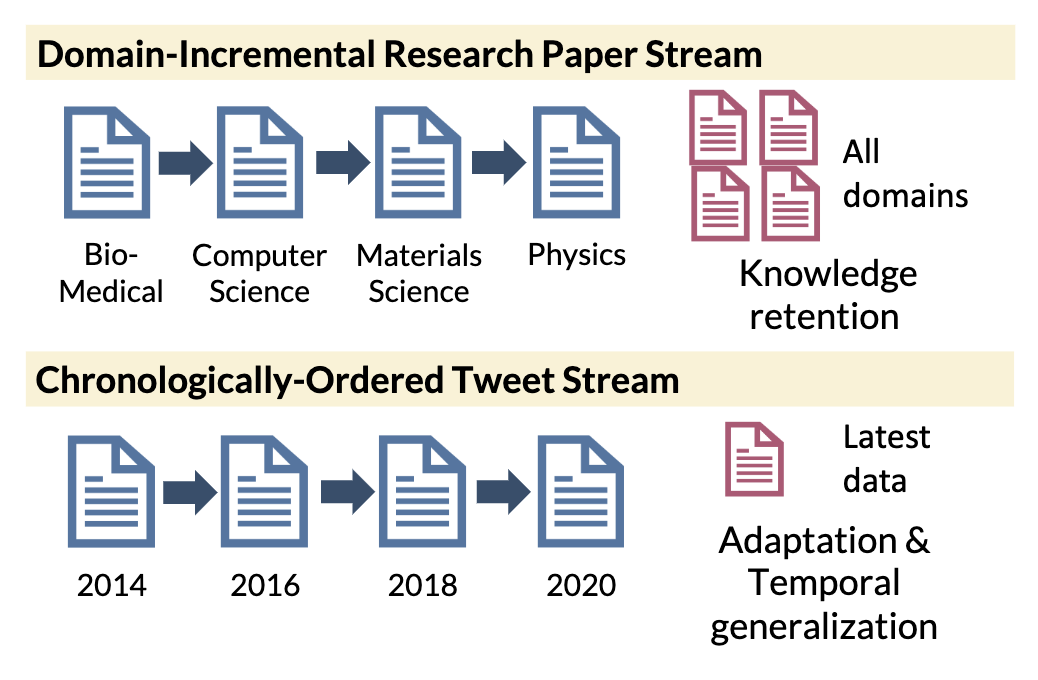 Domain-Incremental Research Paper Stream
Bio-
Medical
Computer
Science
Materials
Science
Physics
All
domains
Knowledge
retention
Chronologically-Ordered Tweet Stream
2014
2016
2018
2020
Latest
data
Adaptation &
Temporal
generalization